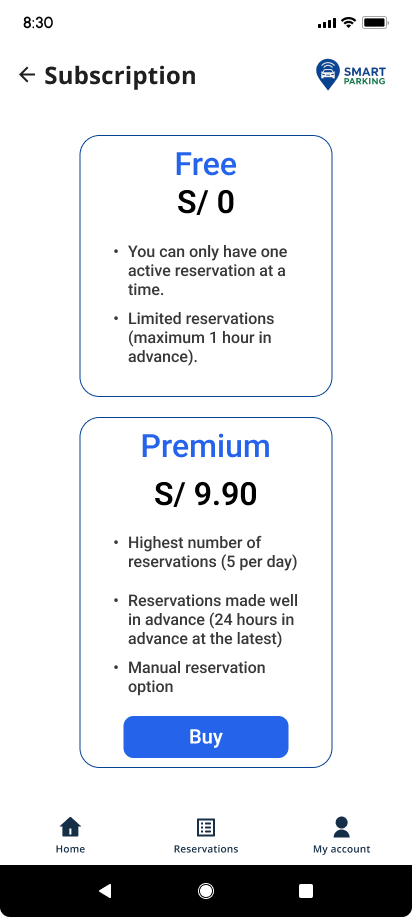 8:30
Subscription
SMART
PARKING
Free
S/ 0
• You can only have one
active reservation at a
time.
• Limited reservations
(maximum 1 hour in
advance).
Premium
S/ 9.90
• Highest number of
reservations (5 per day)
• Reservations made well
in advance (24 hours in
advance at the latest)
• Manual reservation
option
Buy
Home
Reservations
My account